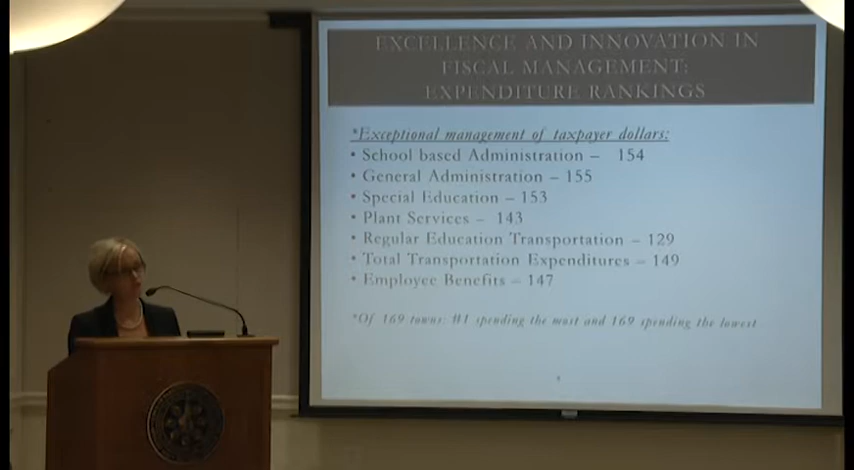 EXCELLENCE AND INNOVATION IN
FISCAL MANAGEMENT:
EXPENDITURE RANKINGS
*Exceptional management of taxpayer dollars:
• School based Administration – 154
• General Administration – 155
• Special Education – 153
• Plant Services – 143
• Regular Education Transportation – 129
• Total Transportation Expenditures – 149
• Employee Benefits – 147
*Of 169 towns: #1 spending the most and 169 spending the lowest